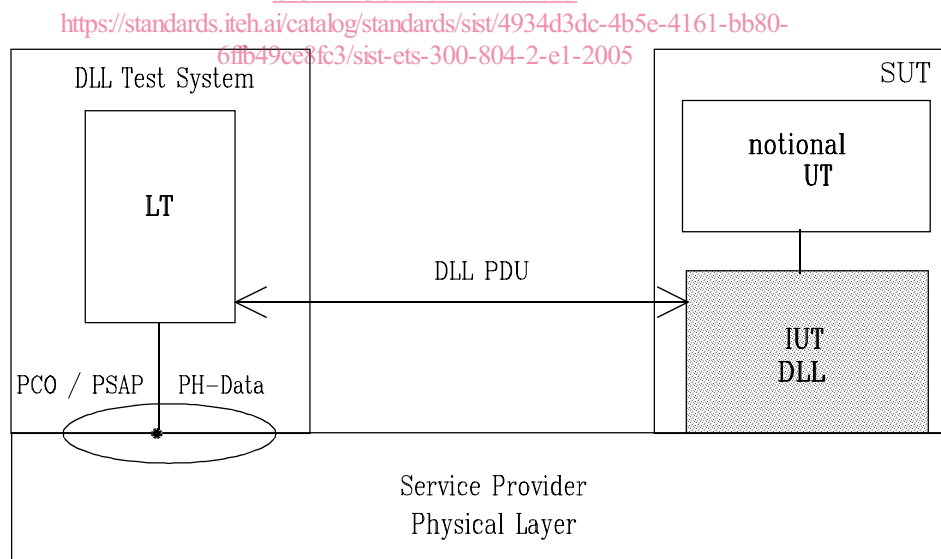 https://standards.iteh.ai/catalog/standards/sist/4934d3dc-4b5e-4161-bb80-
6ffb49ce8fc3/sist-ets-300-804-2-e1-2005
DLL Test System
SUT
notional
UT
LT
DLL PDU
IUT
DLL
PCO / PSAP
PH-Data
Service Provider
Physical Layer